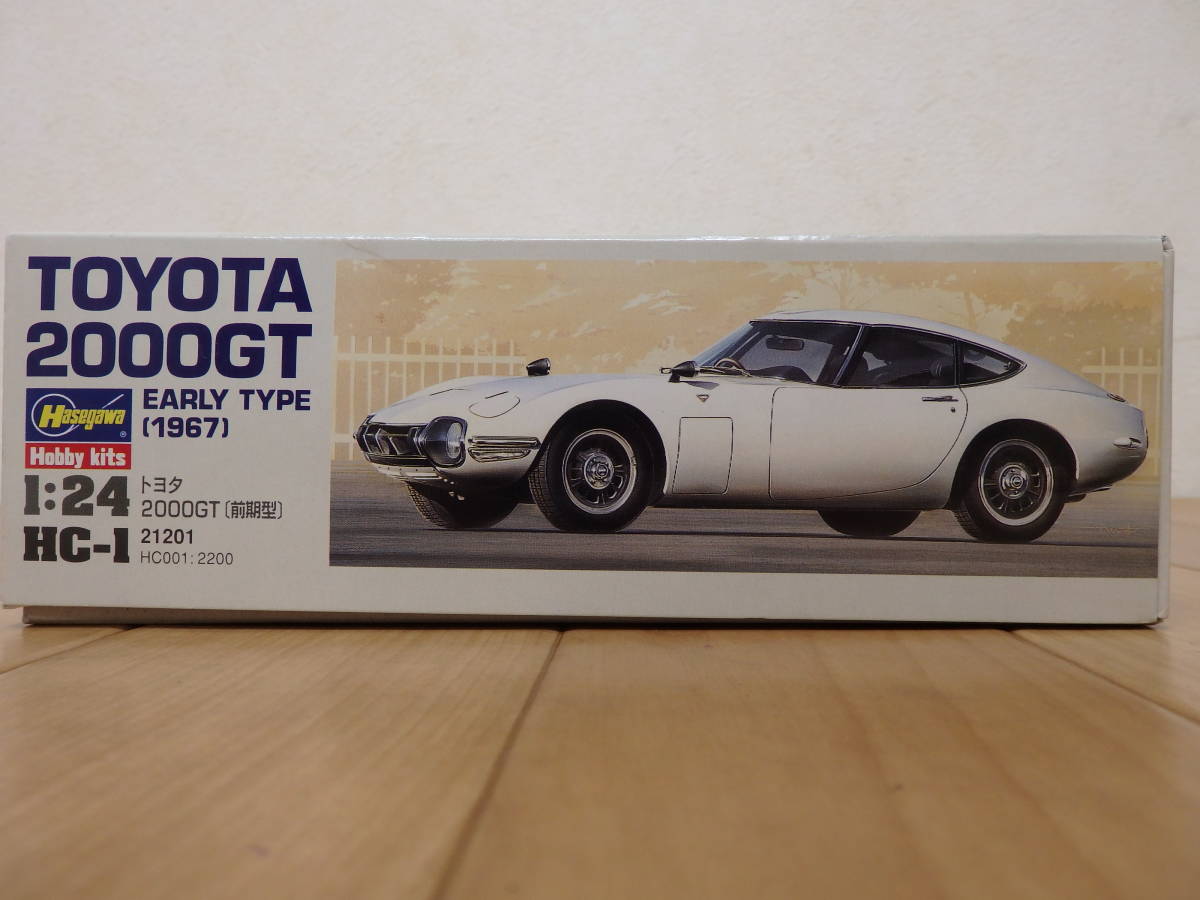 TOYOTA
2000GT
EARLY TYPE
(1967)
Hasegawa®
Hobby kits
1:24
トヨタ
2000GT(前期型)
HC-1
21201
HC001:2200